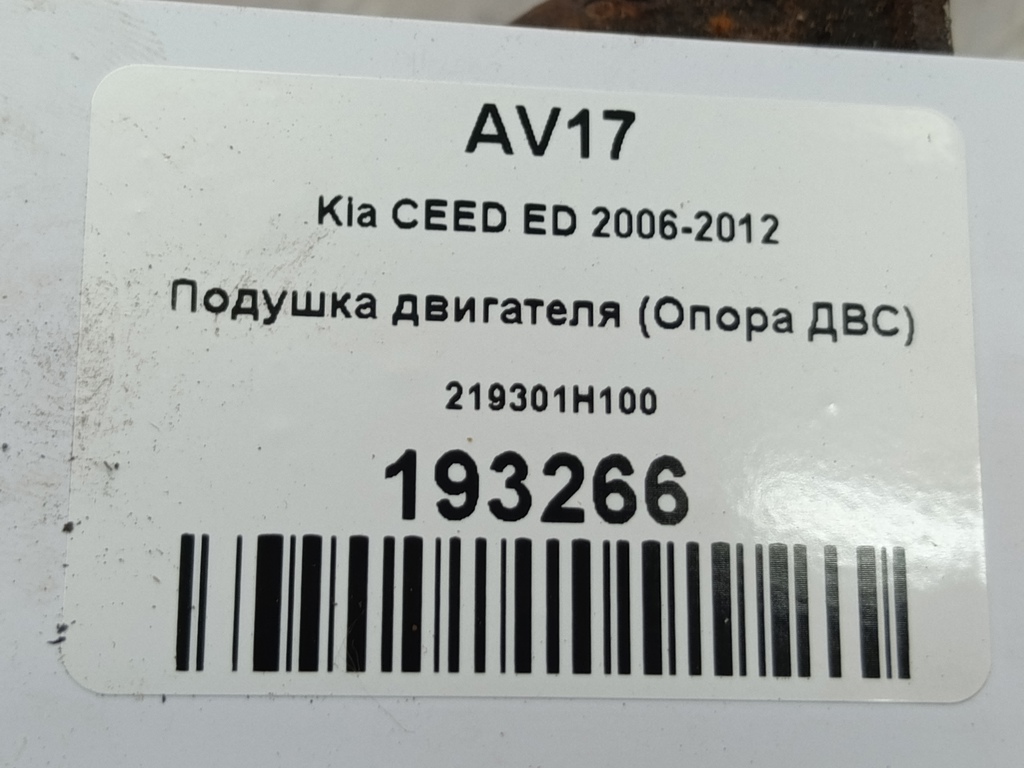 AV17
Kia CEED ED 2006-2012
Подушка двигателя (Опора ДВС)
219301H100
193266